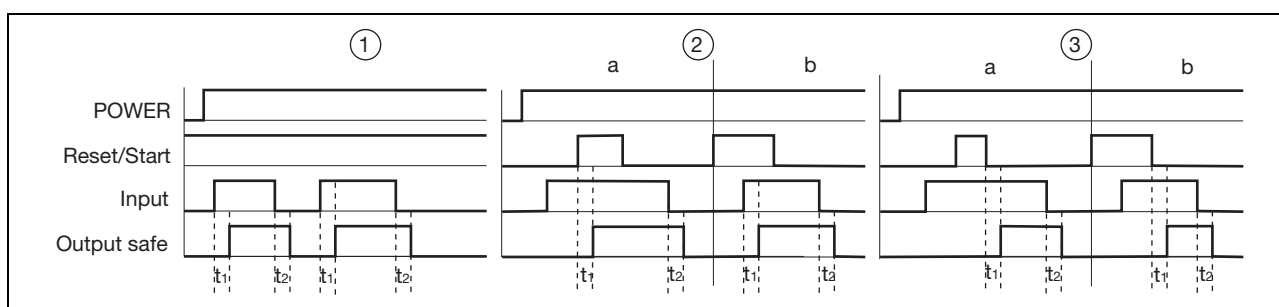 ① ② ③
a b a b
POWER
Reset/Start
Input
Output safe
t1 t2 t1 t2 t1 t2 t1 t2 t1 t2 t1 t2